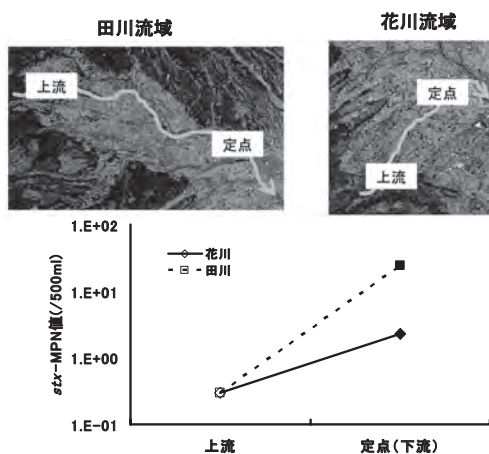 田川流域
花川流域
上流
定点
定点
上流
1.E+02
1.E+01
1.E+00
1.E-01
stx-MPN値(/500ml)
花川
田川
上流
定点(下流)